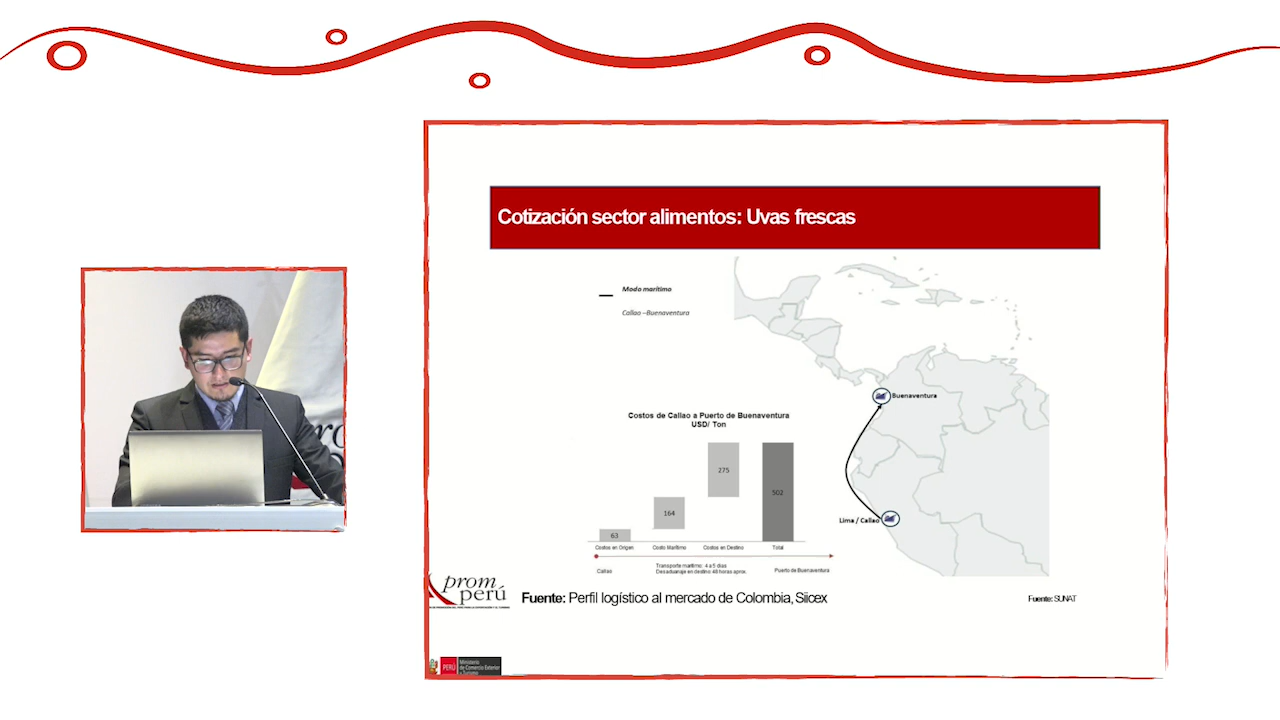 Cotización sector alimentos: Uvas frescas
Modo marítimo
Callao –Buenaventura
Buenaventura
Lima / Callao
Costos de Callao a Puerto de Buenaventura
USD/ Ton
63
164
275
502
Costos en Origen
Costo Marítimo
Costos en Destino
Total
Callao
Transporte marítimo: 4 a 5 días
Desaduanaje en destino: 48 horas aprox.
Puerto de Buenaventura
prom
perú
Fuente: Perfil logístico al mercado de Colombia, Siicex
Fuente: SUNAT
PERÚ
Ministerio
de Comercio Exterior
y Turismo